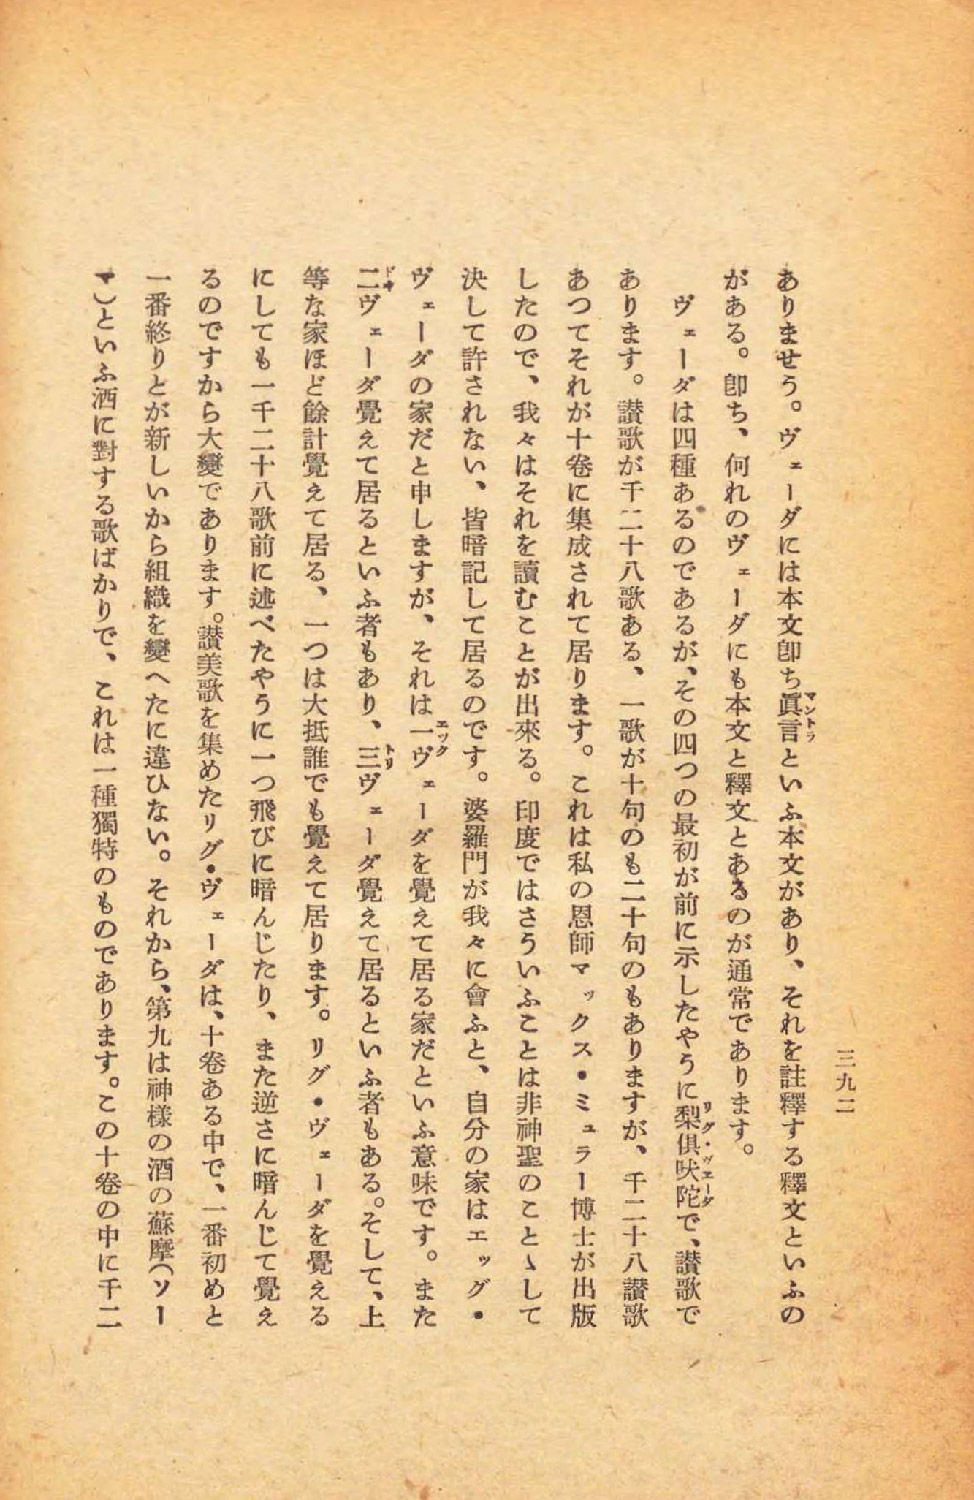 三九二
ありませう。ヴェーダには本文卽ち眞言といふ本文があり、それを註釋する釋文といふの
がある。卽ち、何れのヴェーダにも本文と釋文とあるのが通常であります。
ヴェーダは四種あるのであるが、その四つの最初が前に示したやうに梨俱吠陀で、讃歌で
あります。讃歌が千二十八歌ある、一歌が十句のも二十句のもありますが、千二十八讃歌
あつてそれが十卷に集成されて居ります。これは私の恩師マックス・ミュラー博士が出版
したので、我々はそれを讀むことが出來る。印度ではさういふことは非神聖のことゝして
決して許されない、皆暗記して居るのです。婆羅門が我々に會ふと、自分の家はエッグ・
ヴェーダの家だと申しますが、それは一ヴェーダを覺えて居る家だといふ意味です。また
二ヴェーダ覺えて居るといふ者もあり、三ヴェーダ覺えて居るといふ者もある。そして、上
等な家ほど餘計覺えて居る、一つは大抵誰でも覺えて居ります。リグ・ヴェーダを覺える
にしても一千二十八歌前に述べたやうに一つ飛びに暗んじたり、また逆さに暗んじて覺え
るのですから大變であります。讃美歌を集めたリグ・ヴェーダは、十卷ある中で、一番初めと
一番終りとが新しいから組織を變へたに違ひない。それから、第九は神樣の酒の蘇摩(ソー
マ)といふ酒に對する歌ばかりで、これは一種獨特のものであります。この十卷の中に千二